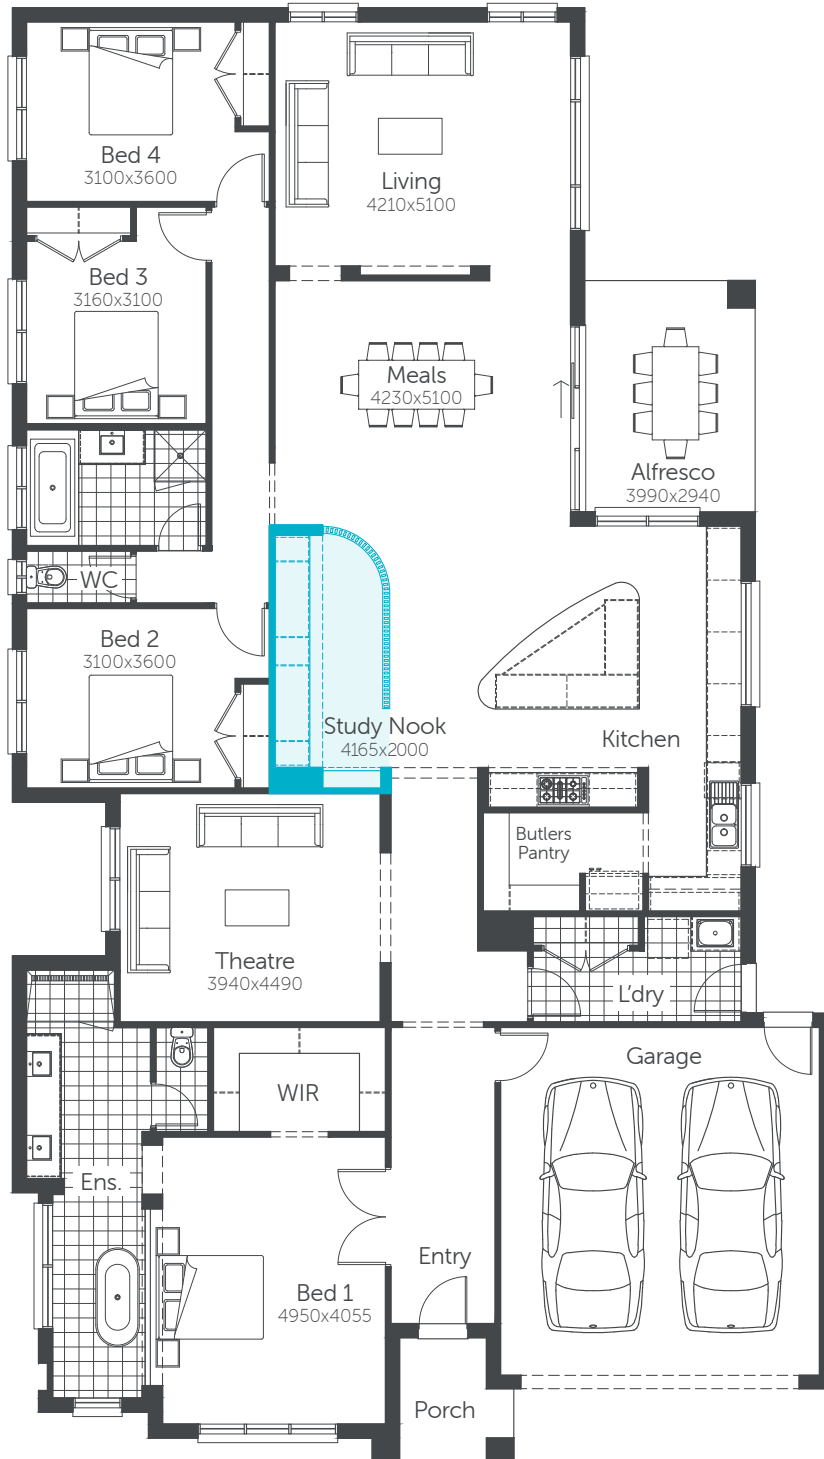 Bed 4
3100x3600
Living
4210x5100
Bed 3
3160x3100
Meals
4230x5100
Alfresco
3990x2940
WC
Bed 2
3100x3600
Study Nook
4165x2000
Kitchen
Butlers
Pantry
Theatre
3940x4490
L'dry
Garage
WIR
Ens.
Entry
Bed 1
4950x4055
Porch